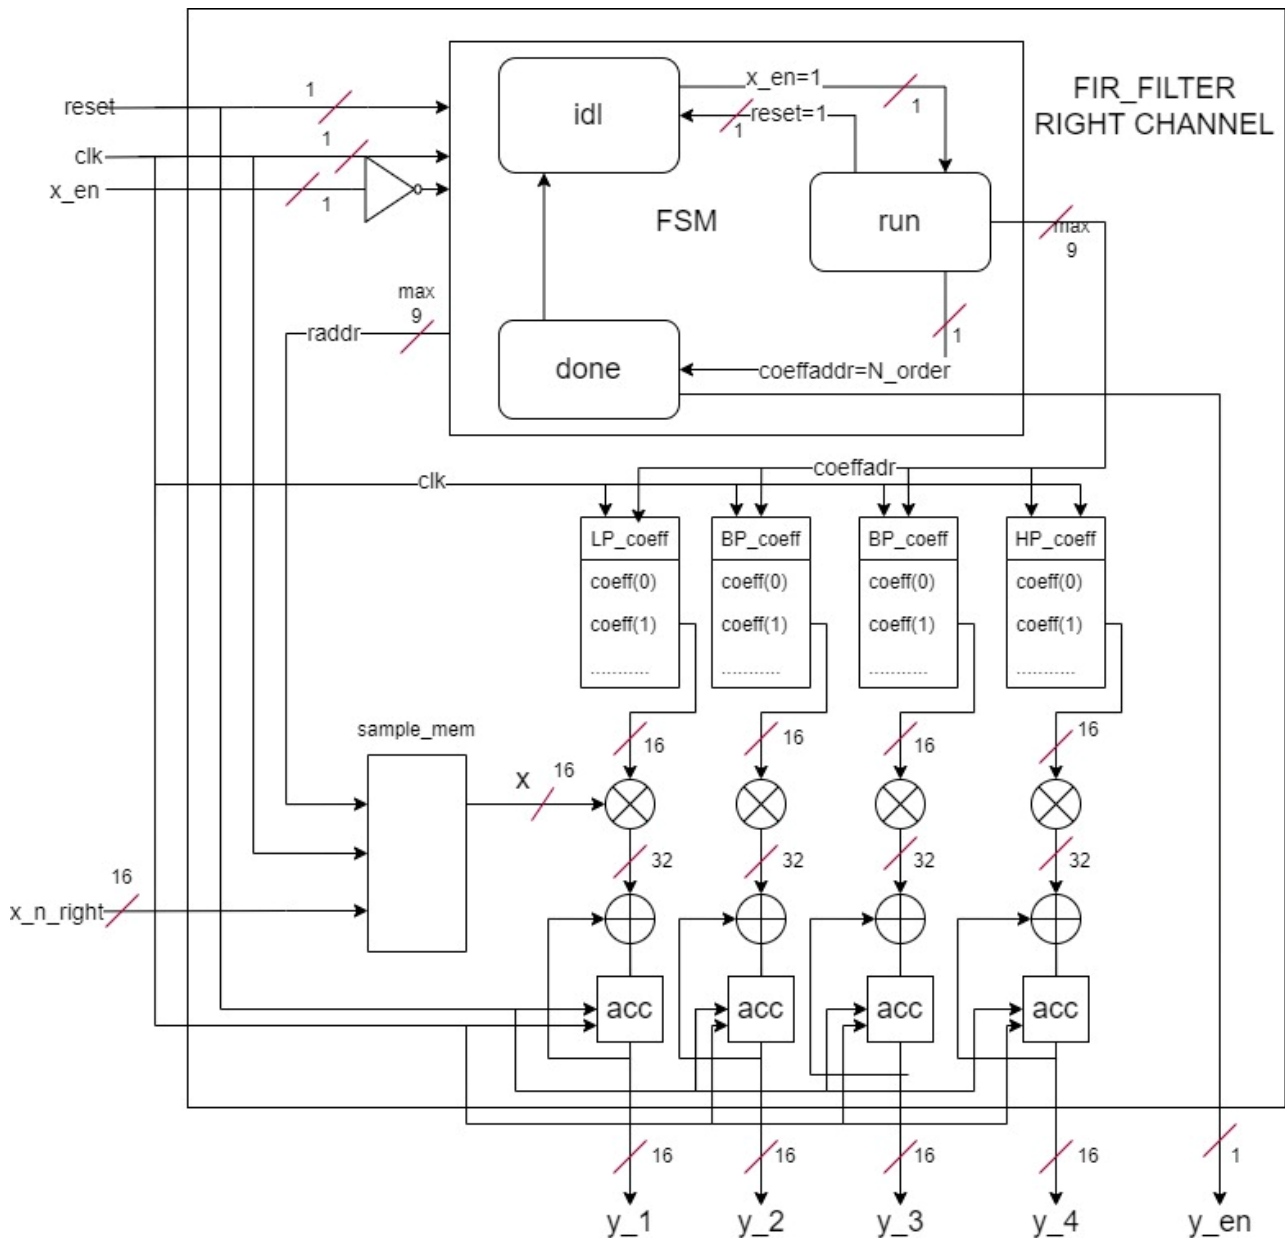 FIR_FILTER
RIGHT CHANNEL
reset
1
clk
1
x_en
1
idl
x_en=1
1
reset=1
1
FSM
run
max
9
1
max
9
raddr
done
coeffaddr=N_order
coeffadr
clk
LP_coeff
coeff(0)
coeff(1)
...........
BP_coeff
coeff(0)
coeff(1)
...........
BP_coeff
coeff(0)
coeff(1)
...........
HP_coeff
coeff(0)
coeff(1)
...........
16
16
16
16
sample_mem
x
16
32
32
32
32
16
x_n_right
acc
acc
acc
acc
16
16
16
16
1
y_1
y_2
y_3
y_4
y_en